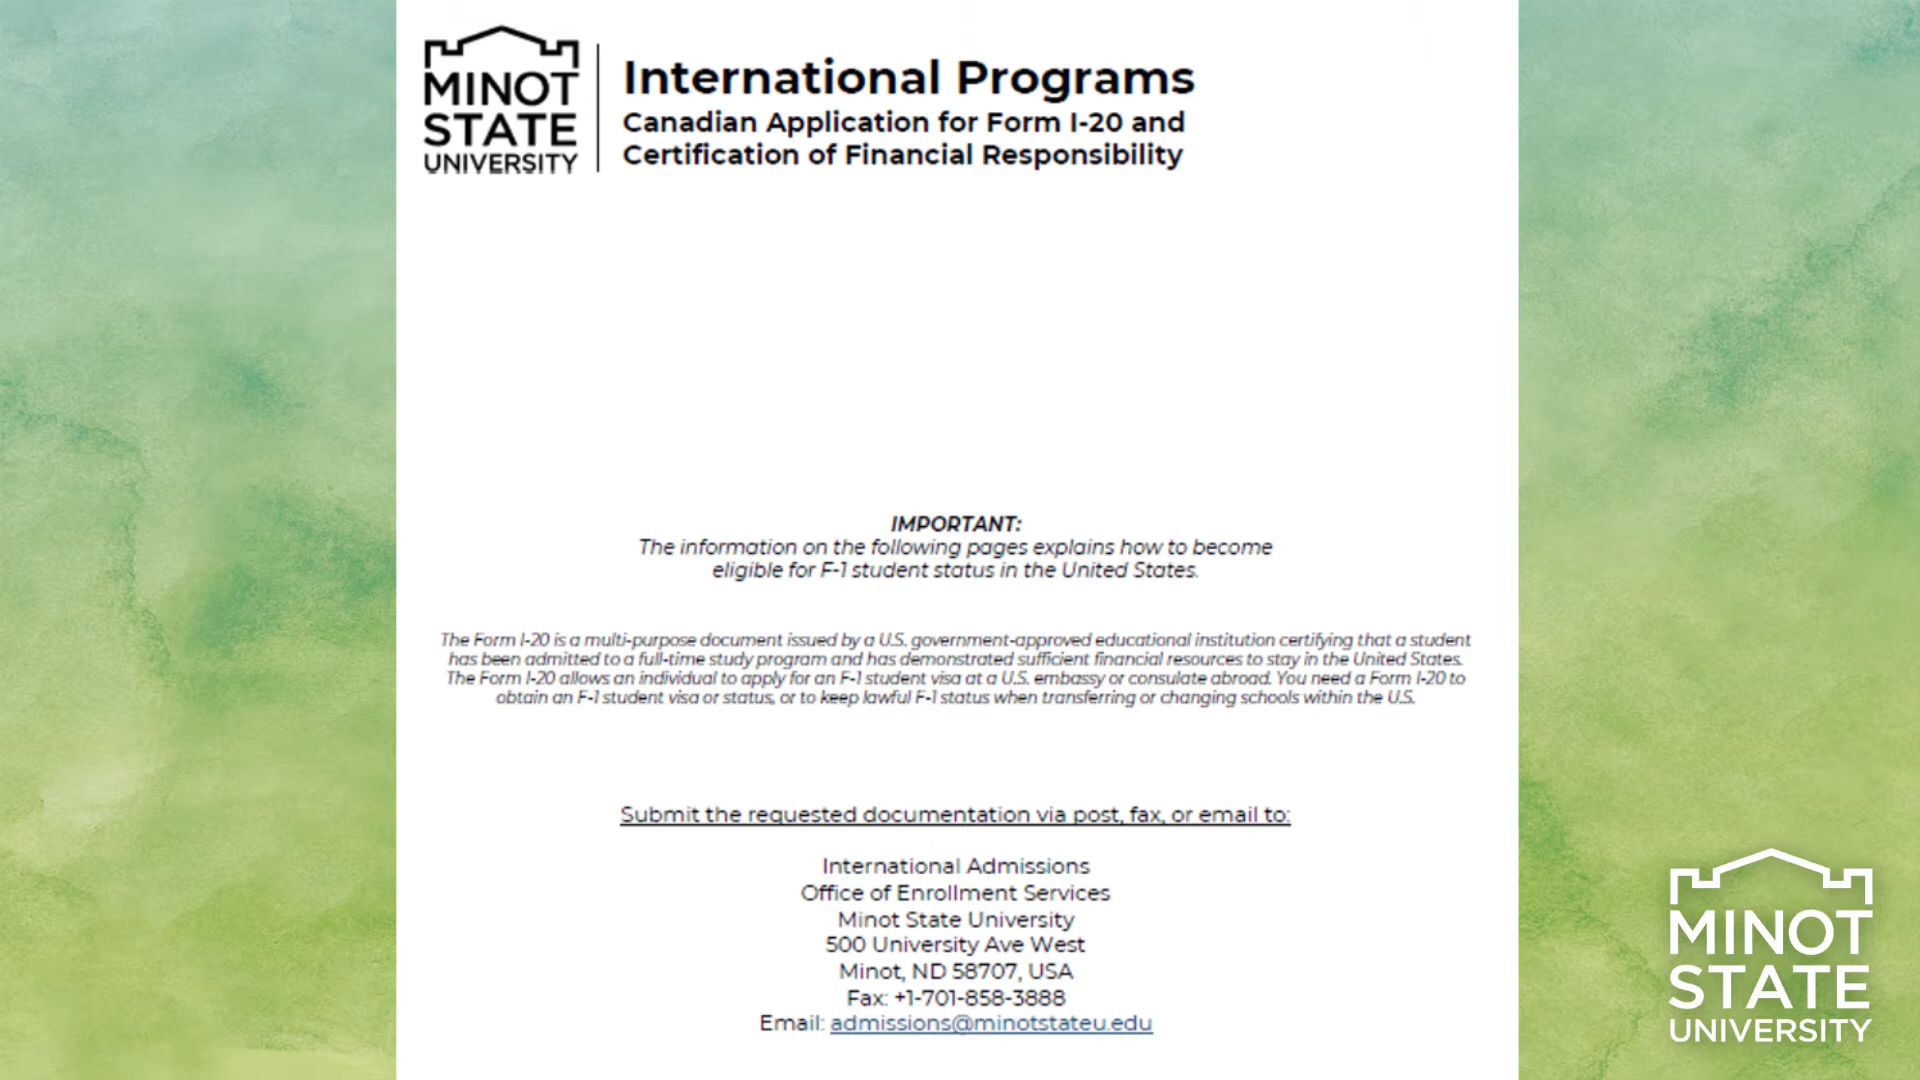 MINOT
STATE
UNIVERSITY
International Programs
Canadian Application for Form I-20 and
Certification of Financial Responsibility
IMPORTANT:
The information on the following pages explains how to become
eligible for F-1 student status in the United States.
The Form I-20 is a multi-purpose document issued by a U.S. government-approved educational institution certifying that a student
has been admitted to a full-time study program and has demonstrated sufficient financial resources to stay in the United States.
The Form I-20 allows an individual to apply for an F-1 student visa at a U.S. embassy or consulate abroad. You need a Form I-20 to
obtain an F-1 student visa or status, or to keep lawful F-1 status when transferring or changing schools within the U.S.
Submit the requested documentation via post, fax, or email to:
International Admissions
Office of Enrollment Services
Minot State University
500 University Ave West
Minot, ND 58707, USA
Fax: +1-701-858-3888
Email: admissions@minotstateu.edu
MINOT
STATE
UNIVERSITY